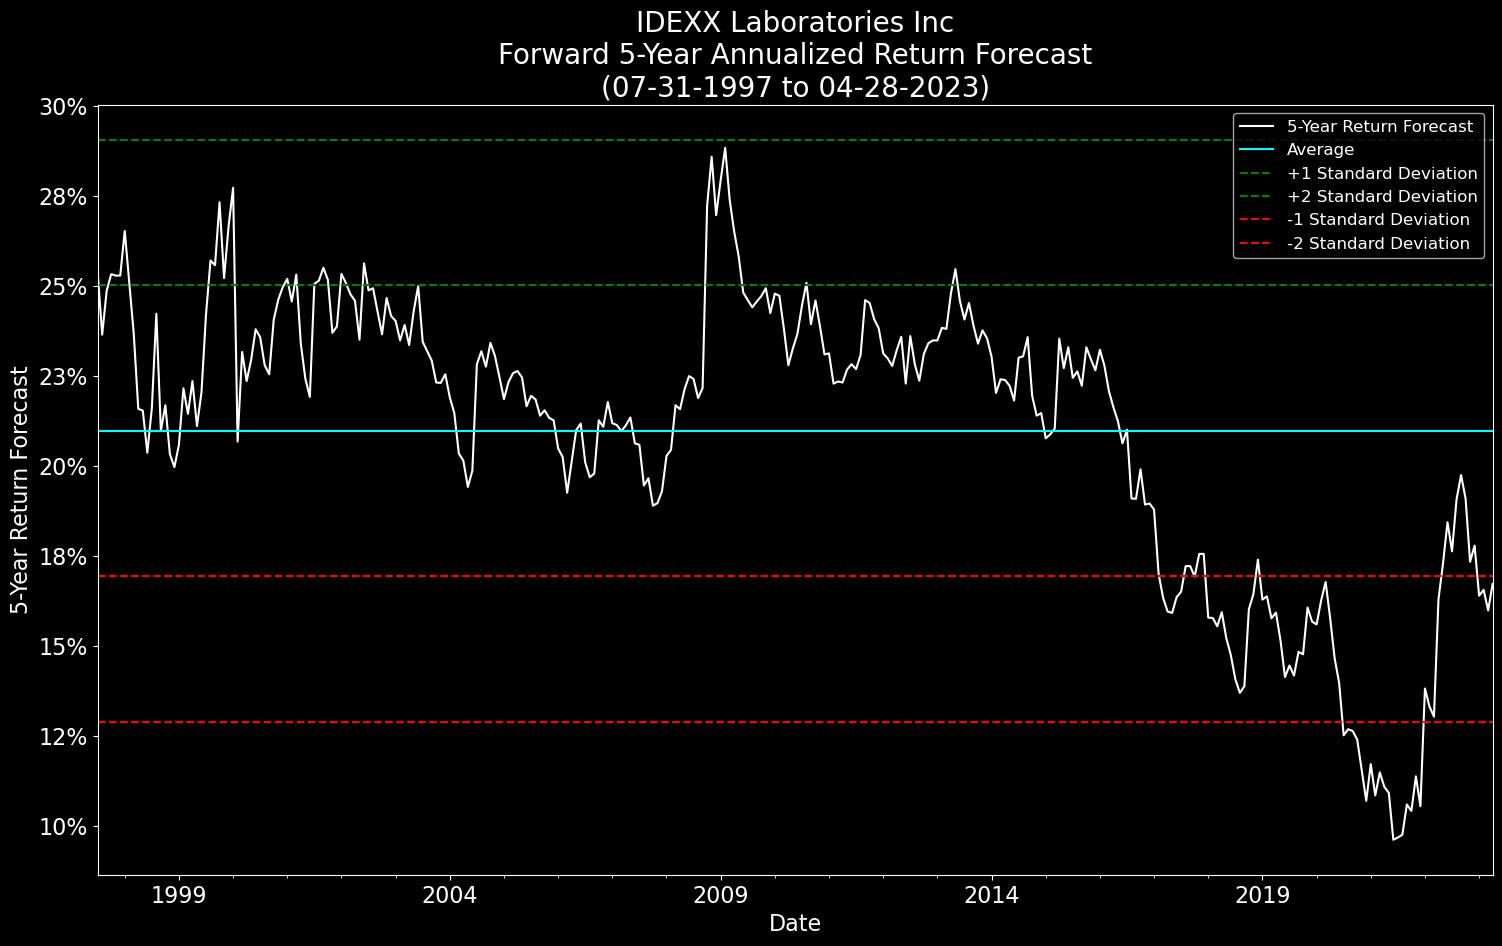 IDEXX Laboratories Inc
Forward 5-Year Annualized Return Forecast
(07-31-1997 to 04-28-2023)
30%
28%
25%
23%
20%
18%
15%
12%
10%
5-Year Return Forecast
5-Year Return Forecast
Average
+1 Standard Deviation
+2 Standard Deviation
-1 Standard Deviation
-2 Standard Deviation
1999 2004 2009 2014 2019
Date